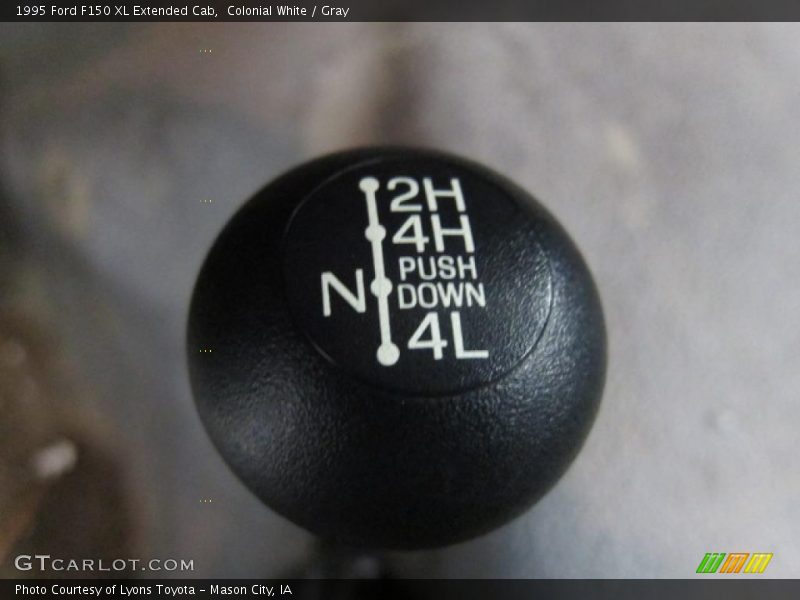 1995 Ford F150 XL Extended Cab,  Colonial White / Gray
2H
4H
PUSH
N DOWN
4L
GTCARLOT.COM
Photo Courtesy of Lyons Toyota - Mason City, IA